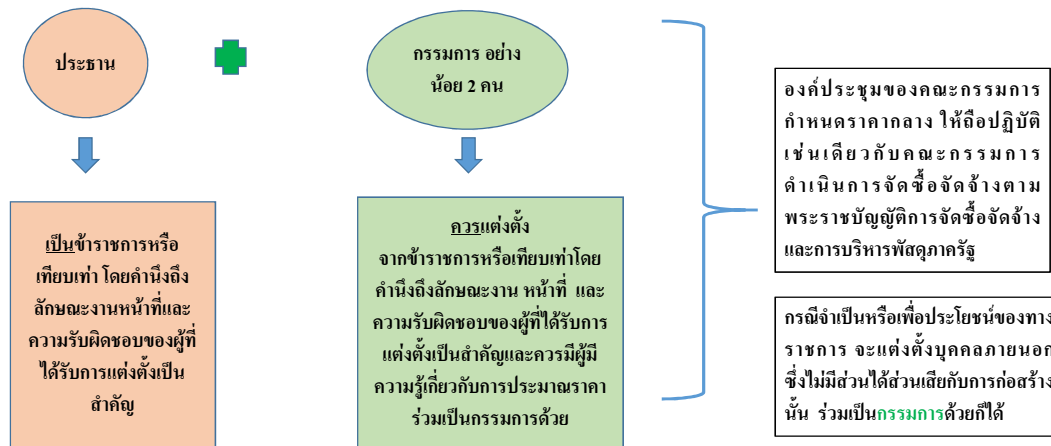 ประธาน
กรรมการ อย่าง
น้อย 2 คน
เป็นข้าราชการหรือ
เทียบเท่า โดยคำนึงถึง
ลักษณะงานหน้าที่และ
ความรับผิดชอบของผู้ที่
ได้รับการแต่งตั้งเป็น
สำคัญ
ควรแต่งตั้ง
จากข้าราชการหรือเทียบเท่าโดย
คำนึงถึงลักษณะงาน หน้าที่ และ
ความรับผิดชอบของผู้ที่ได้รับการ
แต่งตั้งเป็นสำคัญและควรมีผู้มี
ความรู้เกี่ยวกับการประมาณราคา
ร่วมเป็นกรรมการด้วย
องค์ประชุมของคณะกรรมการ
กำหนดราคากลาง ให้ถือปฏิบัติ
เช่นเดียวกับคณะกรรมการ
ดำเนินการจัดซื้อจัดจ้างตาม
พระราชบัญญัติการจัดซื้อจัดจ้าง
และการบริหารพัสดุภาครัฐ
กรณีจำเป็นหรือเพื่อประโยชน์ของทาง
ราชการ จะแต่งตั้งบุคคลภายนอก
ซึ่งไม่มีส่วนได้ส่วนเสียกับการก่อสร้าง
นั้น ร่วมเป็นกรรมการด้วยก็ได้